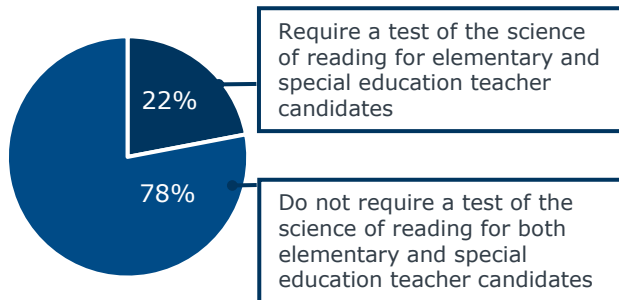 22%
Require a test of the science
of reading for elementary and
special education teacher
candidates
78%
Do not require a test of the
science of reading for both
elementary and special
education teacher candidates